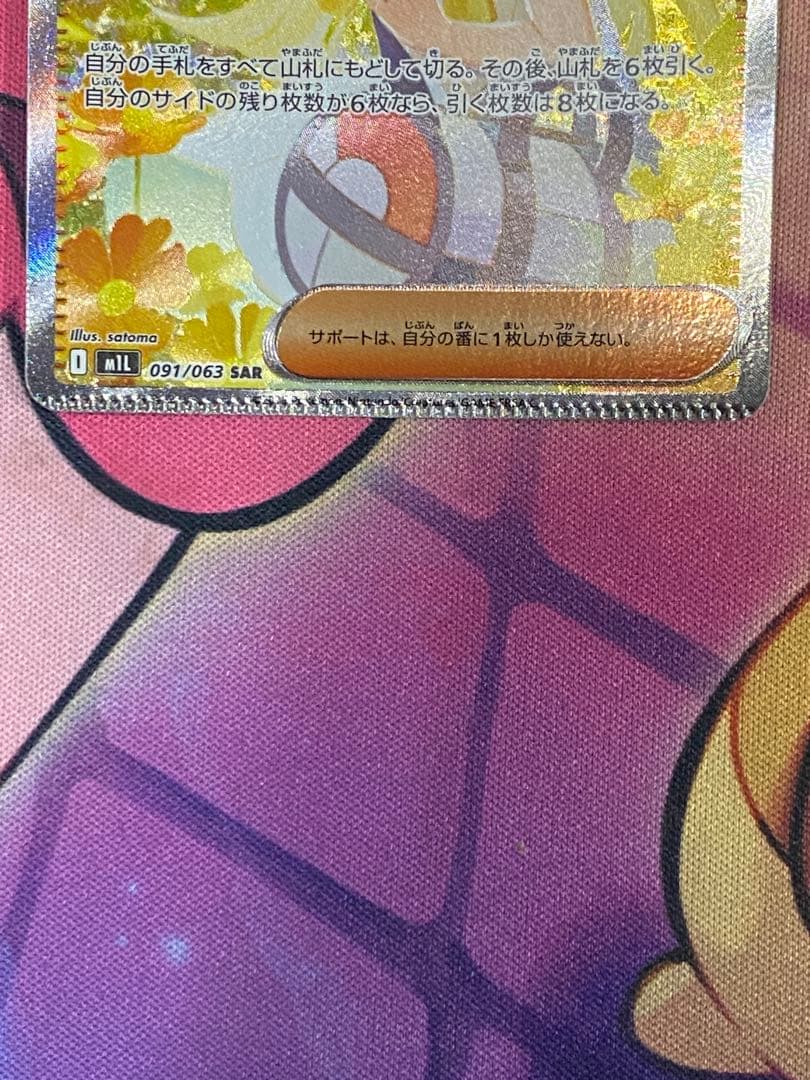 自分の手札をすべて山札にもどして切る。その後、山札を6枚引く。
自分のサイドの残り枚数が6枚なら、引く枚数は8枚になる。
Illus. satoma
サポートは、自分の番に1枚しか使えない。
I M1L 091/063 SAR